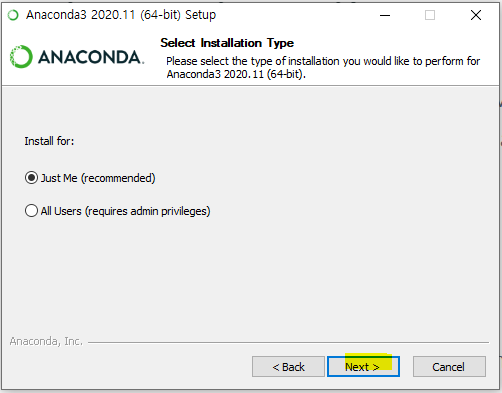 Anaconda3 2020.11 (64-bit) Setup
Select Installation Type
ANACONDA.
Please select the type of installation you would like to perform for
Anaconda3 2020.11 (64-bit).
Install for:
Just Me (recommended)
All Users (requires admin privileges)
Anaconda, Inc.
< Back
Next >
Cancel